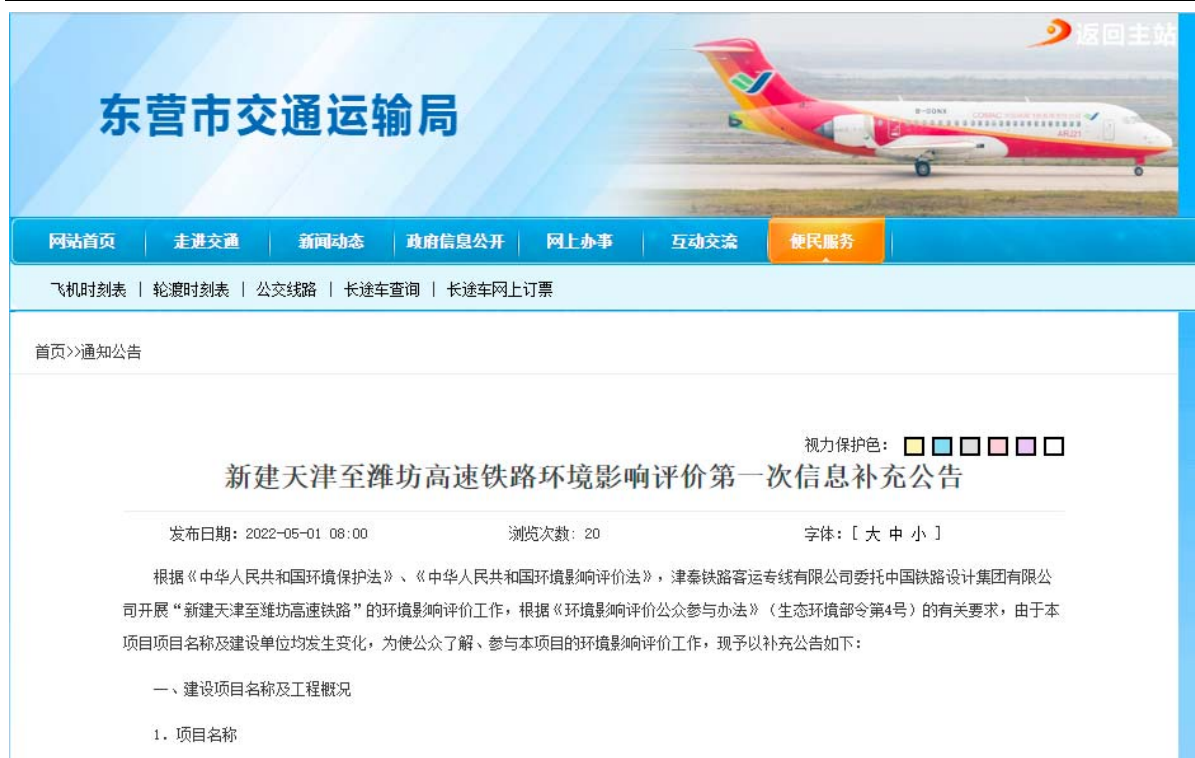 返回主站
东营市交通运输局
B-00NX
AR21
网站首页 走进交通 新闻动态 政府信息公开 网上办事 互动交流 便民服务
飞机时刻表 | 轮渡时刻表 | 公交线路 | 长途车查询 | 长途车网上订票
首页>>通知公告
视力保护色：
新建天津至潍坊高速铁路环境影响评价第一次信息补充公告
发布日期：2022-05-01 08:00 浏览次数：20 字体：[ 大 中 小 ]
根据《中华人民共和国环境保护法》、《中华人民共和国环境影响评价法》，津秦铁路客运专线有限公司委托中国铁路设计集团有限公
司开展“新建天津至潍坊高速铁路”的环境影响评价工作，根据《环境影响评价公众参与办法》（生态环境部令第4号）的有关要求，由于本
项目项目名称及建设单位均发生变化，为使公众了解、参与本项目的环境影响评价工作，现予以补充公告如下：
一、建设项目名称及工程概况
1．项目名称